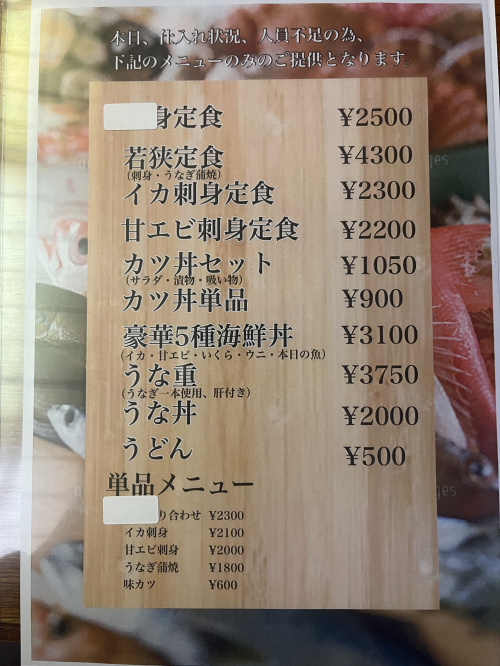 本日、仕入れ状況、人員不足の為、
下記のメニューのみのご提供となります。
身定食 ¥2500
若狭定食 ¥4300
(刺身・うなぎ蒲焼)
イカ刺身定食 ¥2300
甘エビ刺身定食 ¥2200
カツ丼セット ¥1050
(サラダ・漬物・吸い物)
カツ丼単品 ¥900
豪華5種海鮮丼 ¥3100
(イカ・甘エビ・いくら・ウニ・本日の魚)
うな重 ¥3750
(うなぎ一本使用、肝付き)
うな丼 ¥2000
うどん ¥500
単品メニュー
り合わせ ¥2300
イカ刺身 ¥2100
甘エビ刺身 ¥2000
うなぎ蒲焼 ¥1800
味カツ ¥600